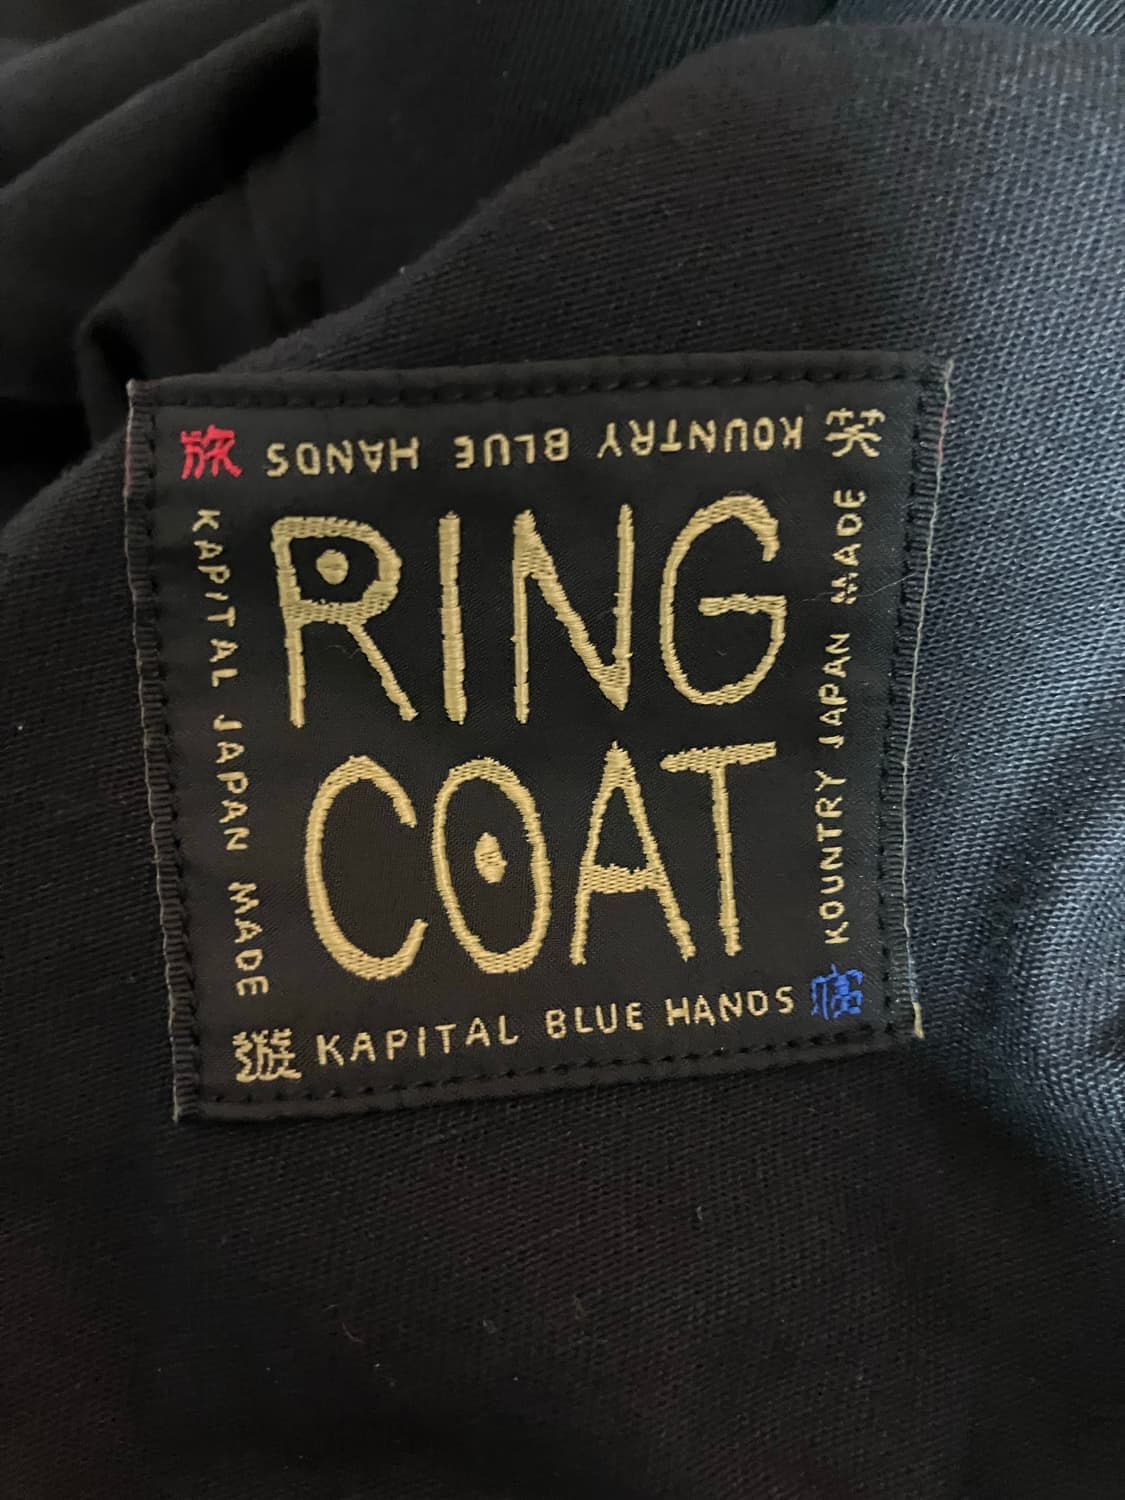 旅
KOUNTRY BLUE HANDS
笑
KAPITAL JAPAN MADE
RING
COAT
KOUNTRY JAPAN MADE
遊
KAPITAL BLUE HANDS